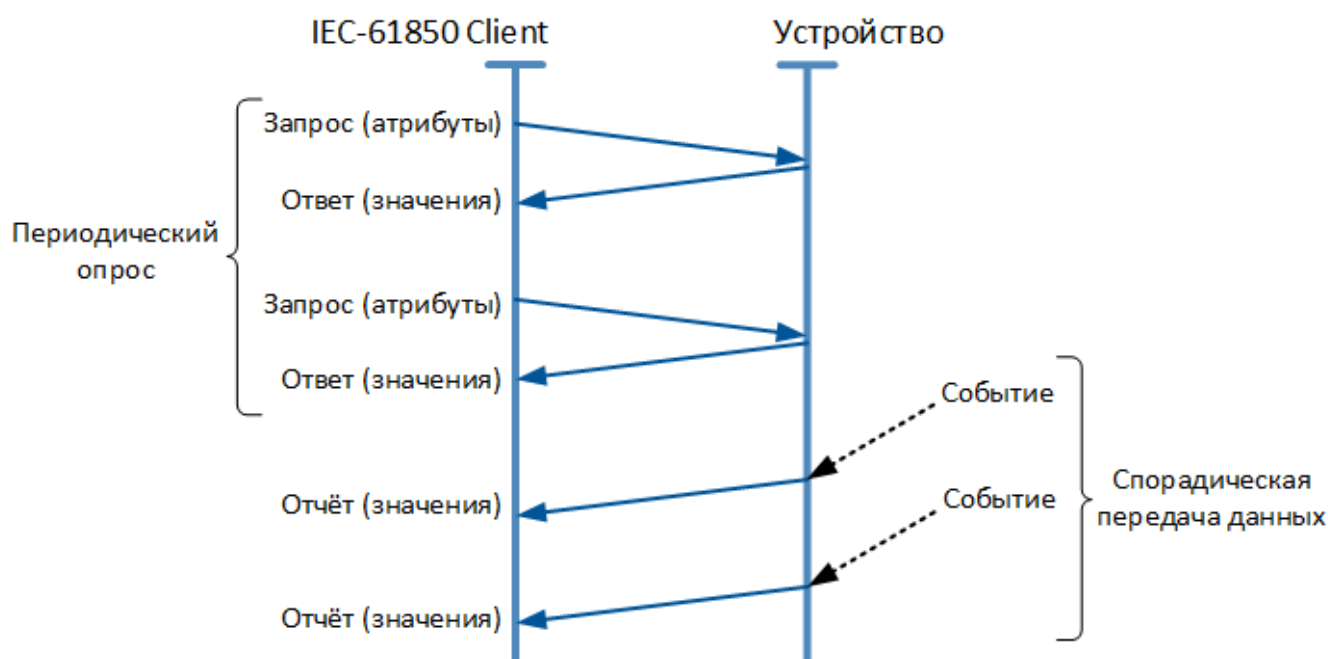 IEC-61850 Client
Устройство
Запрос (атрибуты)
Ответ (значения)
Периодический
опрос
Запрос (атрибуты)
Ответ (значения)
Событие
Отчёт (значения)
Событие
Спорадическая
передача данных
Отчёт (значения)